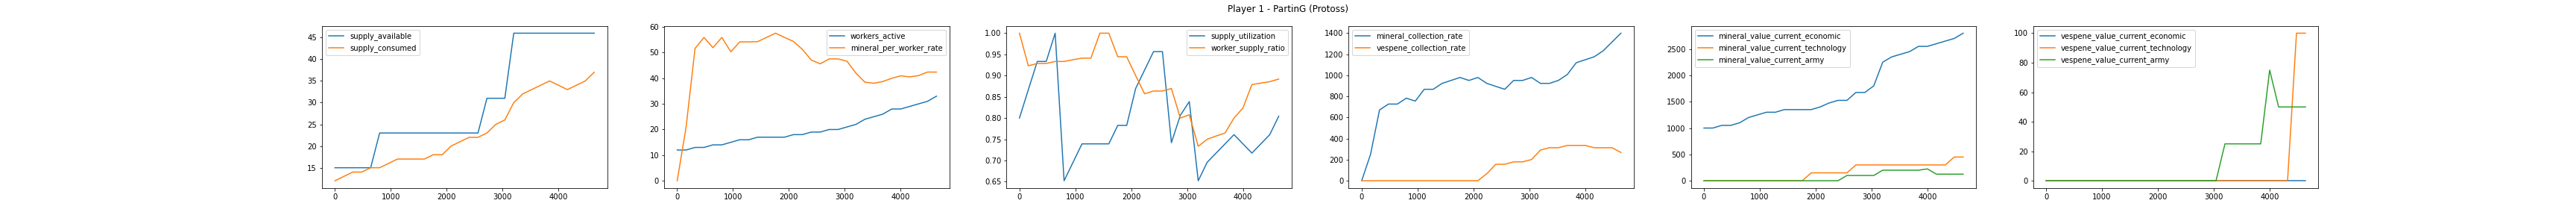 Player 1 - PartinG (Protoss)
supply_available
supply_consumed
45
40
35
30
25
20
15
0 1000 2000 3000 4000
workers_active
mineral_per_worker_rate
60
50
40
30
20
10
0
0 1000 2000 3000 4000
supply_utilization
worker_supply_ratio
1.00
0.95
0.90
0.85
0.80
0.75
0.70
0.65
0 1000 2000 3000 4000
mineral_collection_rate
vespene_collection_rate
1400
1200
1000
800
600
400
200
0
0 1000 2000 3000 4000
mineral_value_current_economic
mineral_value_current_technology
mineral_value_current_army
2500
2000
1500
1000
500
0
0 1000 2000 3000 4000
vespene_value_current_economic
vespene_value_current_technology
vespene_value_current_army
100
80
60
40
20
0
0 1000 2000 3000 4000